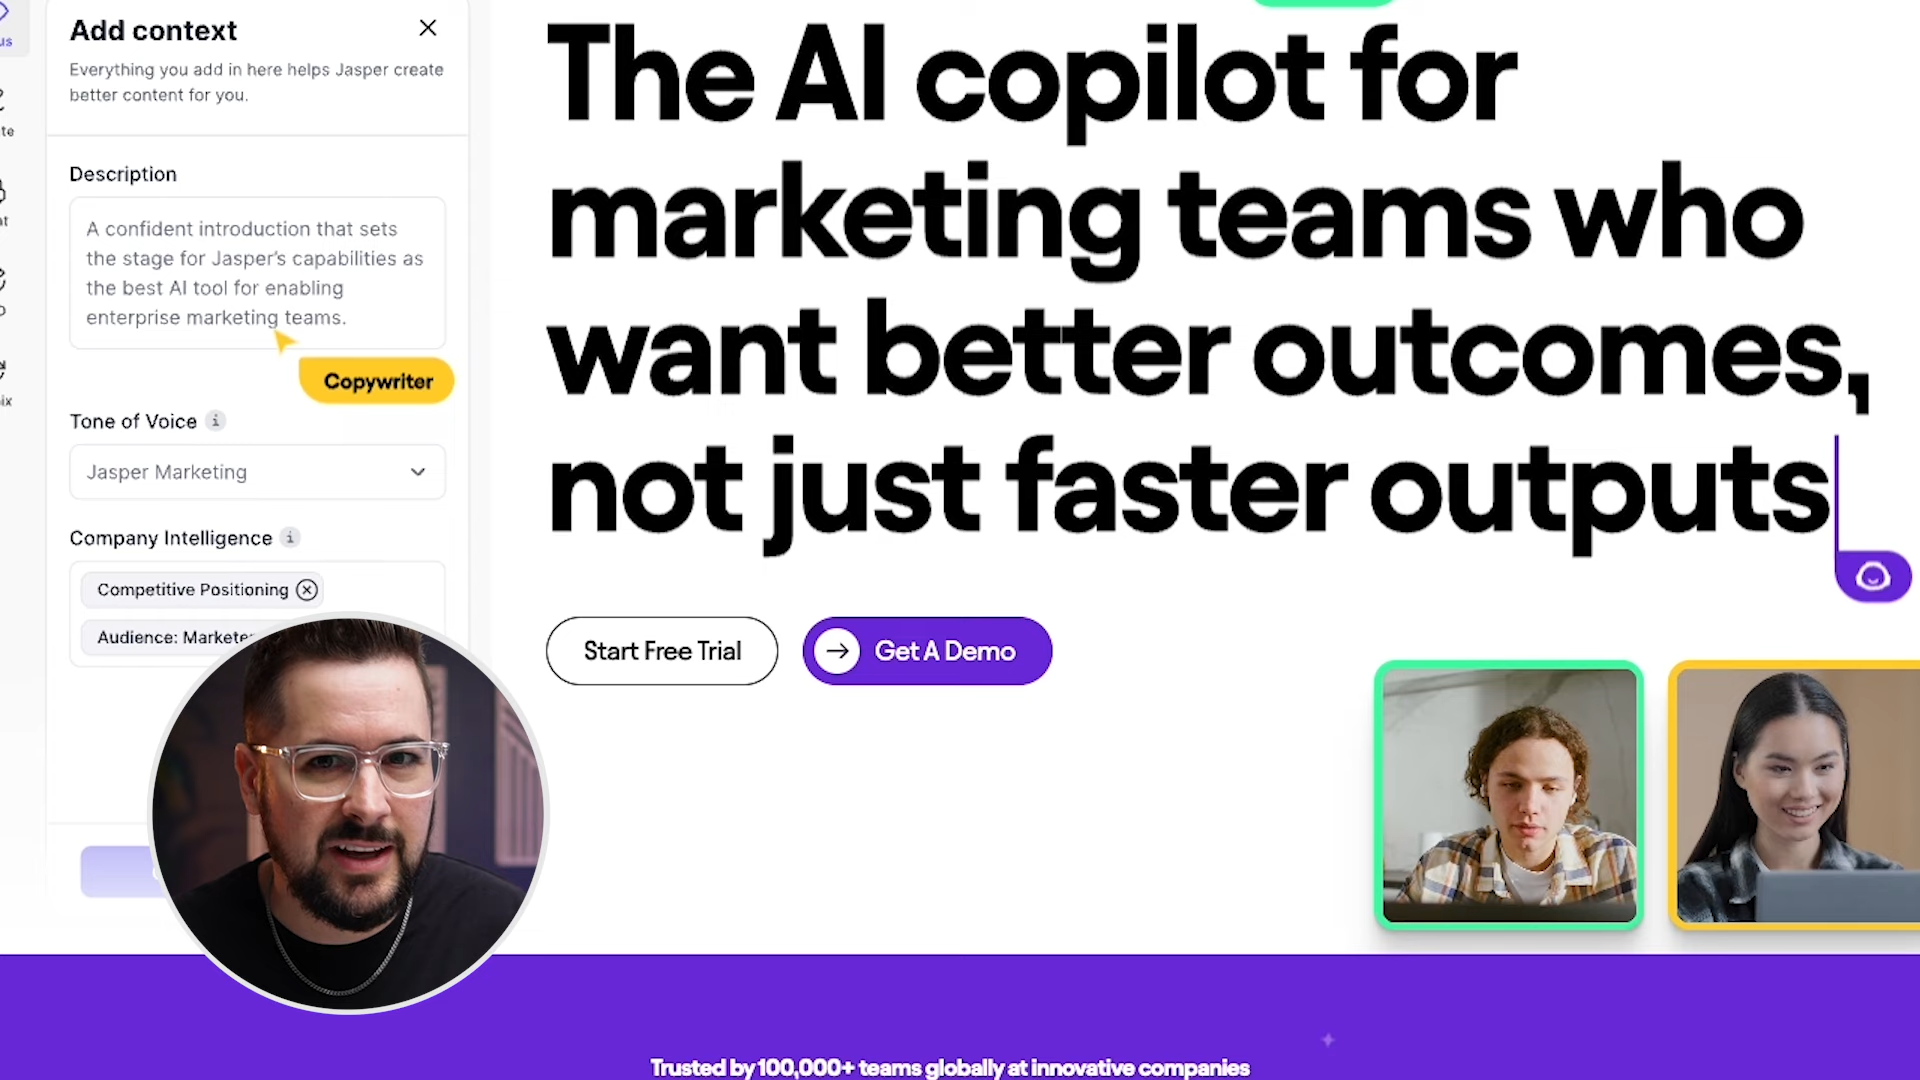 Add context
Everything you add in here helps Jasper create
better content for you.
Description
A confident introduction that sets
the stage for Jasper's capabilities as
the best AI tool for enabling
enterprise marketing teams.
Copywriter
Tone of Voice
Jasper Marketing
Company Intelligence
Competitive Positioning
Audience:
The AI copilot for
marketing teams who
want better outcomes,
not just faster outputs
Start Free Trial
Get A Demo
Trusted by 100,000+ teams globally at innovative companies